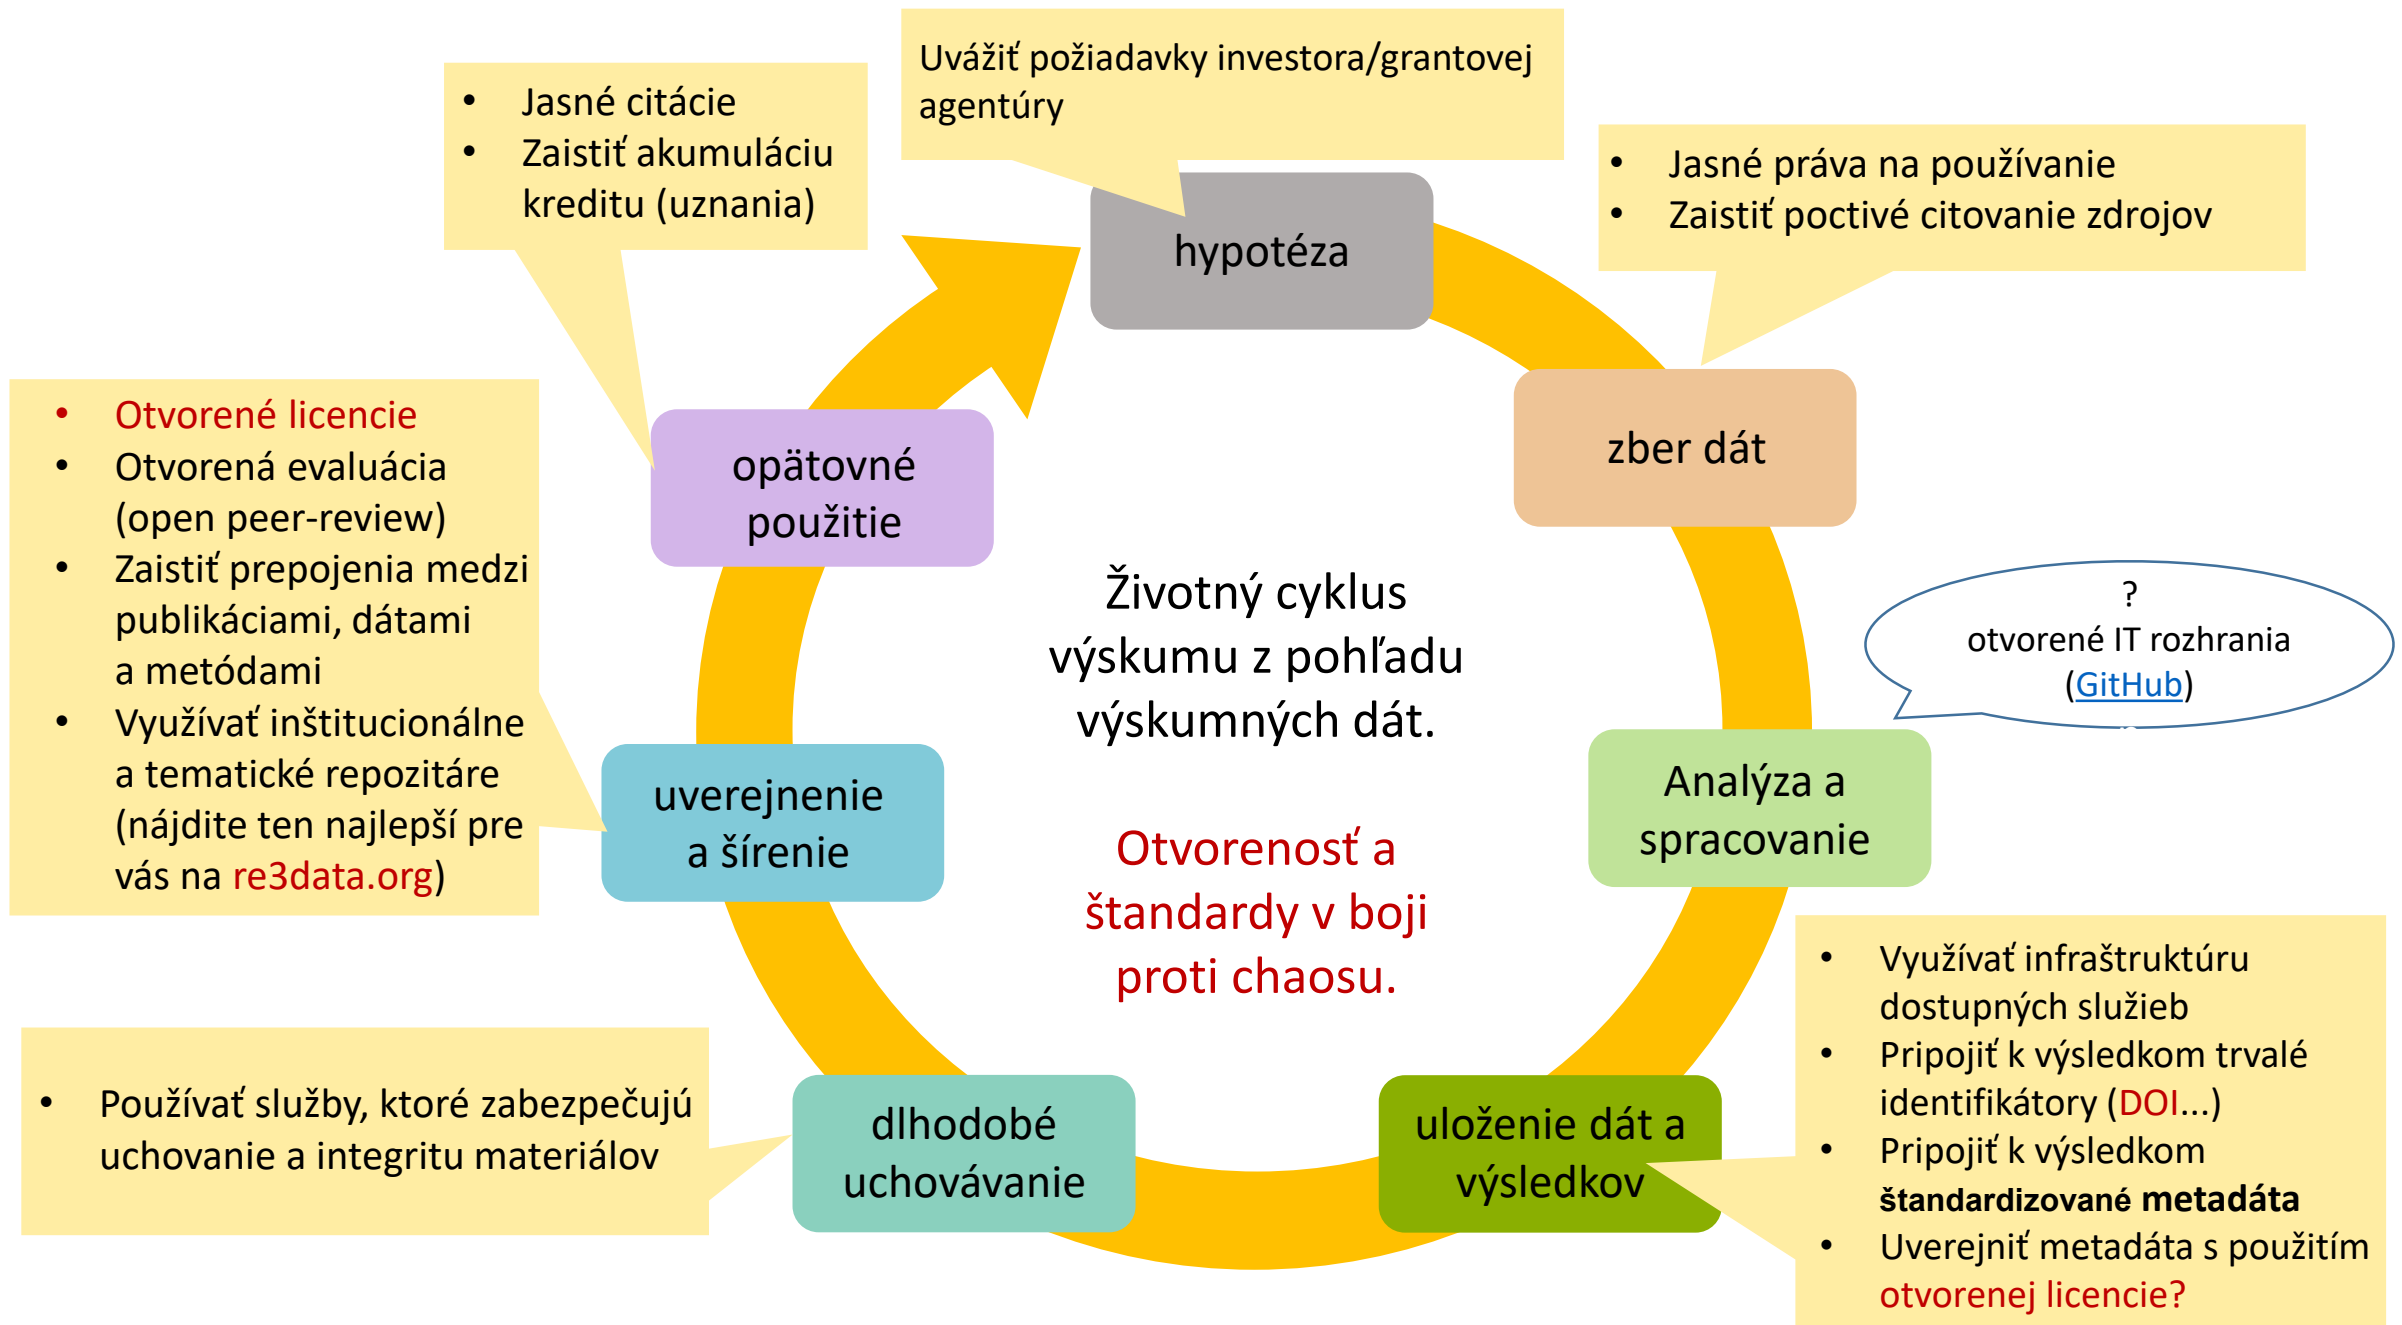 Uvážiť požiadavky investora/grantovej
agentúry
• Jasné citácie
• Zaistiť akumuláciu
kreditu (uznania)
• Jasné práva na používanie
• Zaistiť poctivé citovanie zdrojov
hypotéza
zber dát
? 
otvorené IT rozhrania
(GitHub)
Analýza a
spracovanie
• Využívať infraštruktúru
dostupných služieb
• Pripojiť k výsledkom trvalé
identifikátory (DOI...)
• Pripojiť k výsledkom
štandardizované metadáta
• Uverejniť metadáta s použitím
otvorenej licencie?
uloženie dát a
výsledkov
dlhodobé
uchovávanie
• Používať služby, ktoré zabezpečujú
uchovanie a integritu materiálov
uverejnenie
a šírenie
• Otvorené licencie
• Otvorená evaluácia
(open peer-review)
• Zaistiť prepojenia medzi
publikáciami, dátami
a metódami
• Využívať inštitucionálne
a tematické repozitáre
(nájdite ten najlepší pre
vás na re3data.org)
opätovné
použitie
Životný cyklus
výskumu z pohľadu
výskumných dát.
Otvorenosť a
štandardy v boji
proti chaosu.